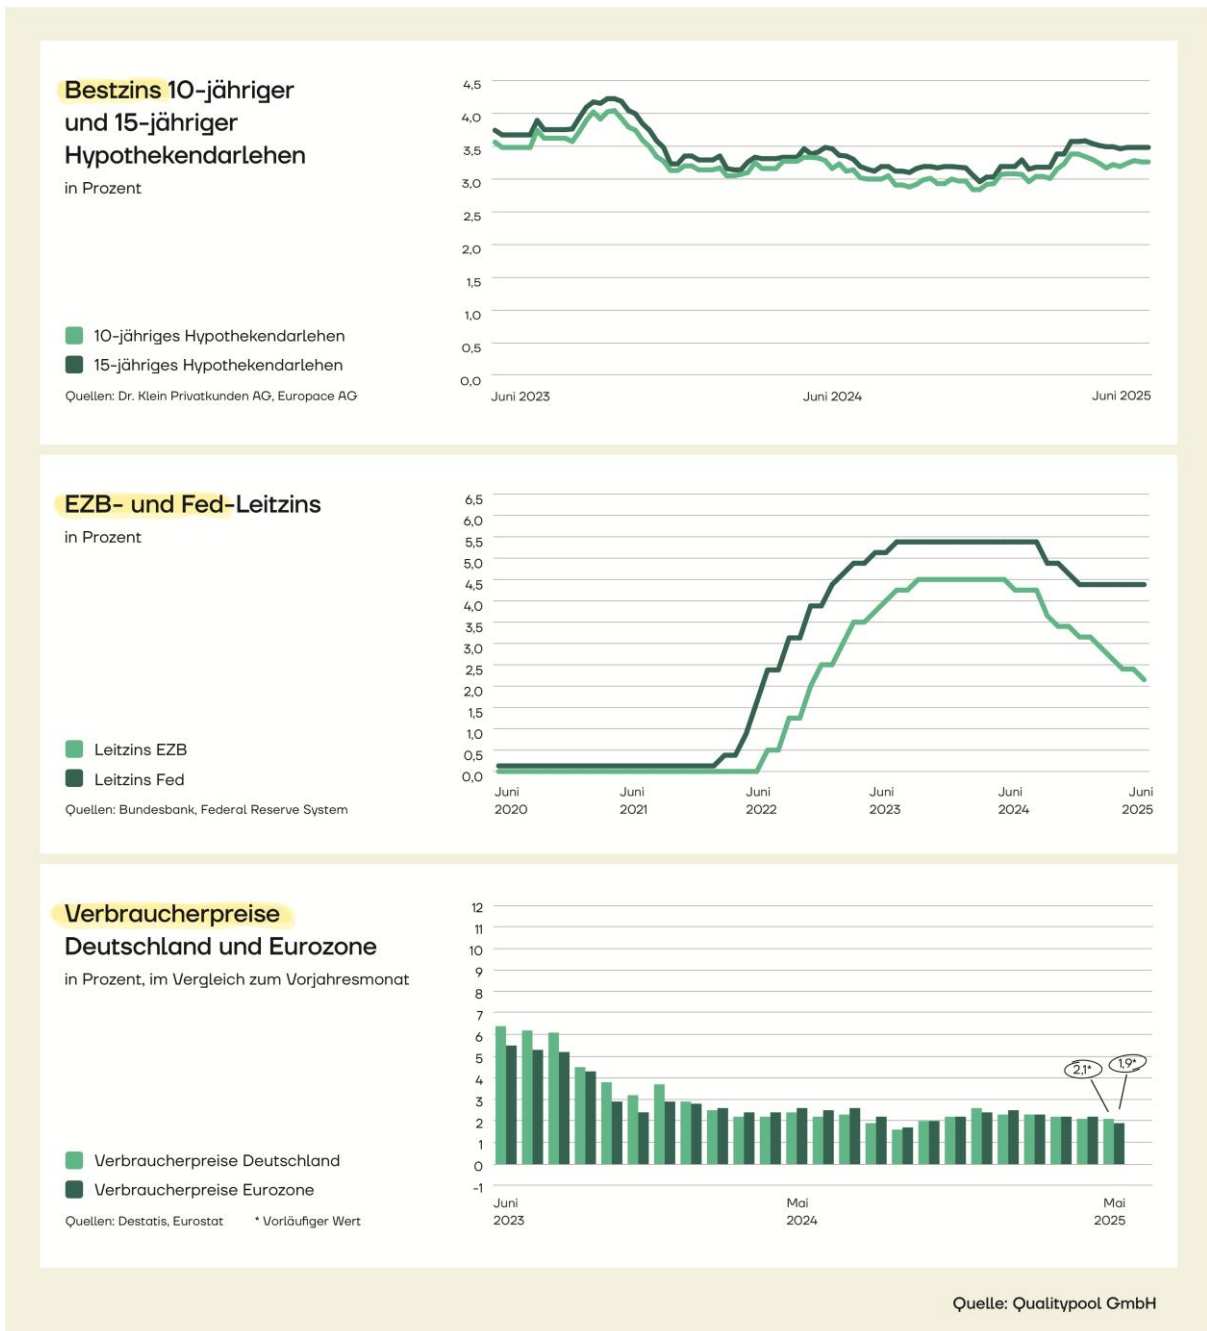 Bestzins 10-jähriger
und 15-jähriger
Hypothekendarlehen
in Prozent
10-jähriges Hypothekendarlehen
15-jähriges Hypothekendarlehen
Quellen: Dr. Klein Privatkunden AG, Europace AG
4,5
4,0
3,5
3,0
2,5
2,0
1,5
1,0
0,5
0,0
Juni 2023 Juni 2024 Juni 2025
EZB- und Fed-Leitzins
in Prozent
Leitzins EZB
Leitzins Fed
Quellen: Bundesbank, Federal Reserve System
6,5
6,0
5,5
5,0
4,5
4,0
3,5
3,0
2,5
2,0
1,5
1,0
0,5
0,0
Juni Juni Juni Juni Juni Juni
2020 2021 2022 2023 2024 2025
Verbraucherpreise
Deutschland und Eurozone
in Prozent, im Vergleich zum Vorjahresmonat
Verbraucherpreise Deutschland
Verbraucherpreise Eurozone
Quellen: Destatis, Eurostat * Vorläufiger Wert
12
11
10
9
8
7
6
5
4
3
2
1
0
-1
2,1* 1,9*
Juni Mai Mai
2023 2024 2025
Quelle: Qualitypool GmbH